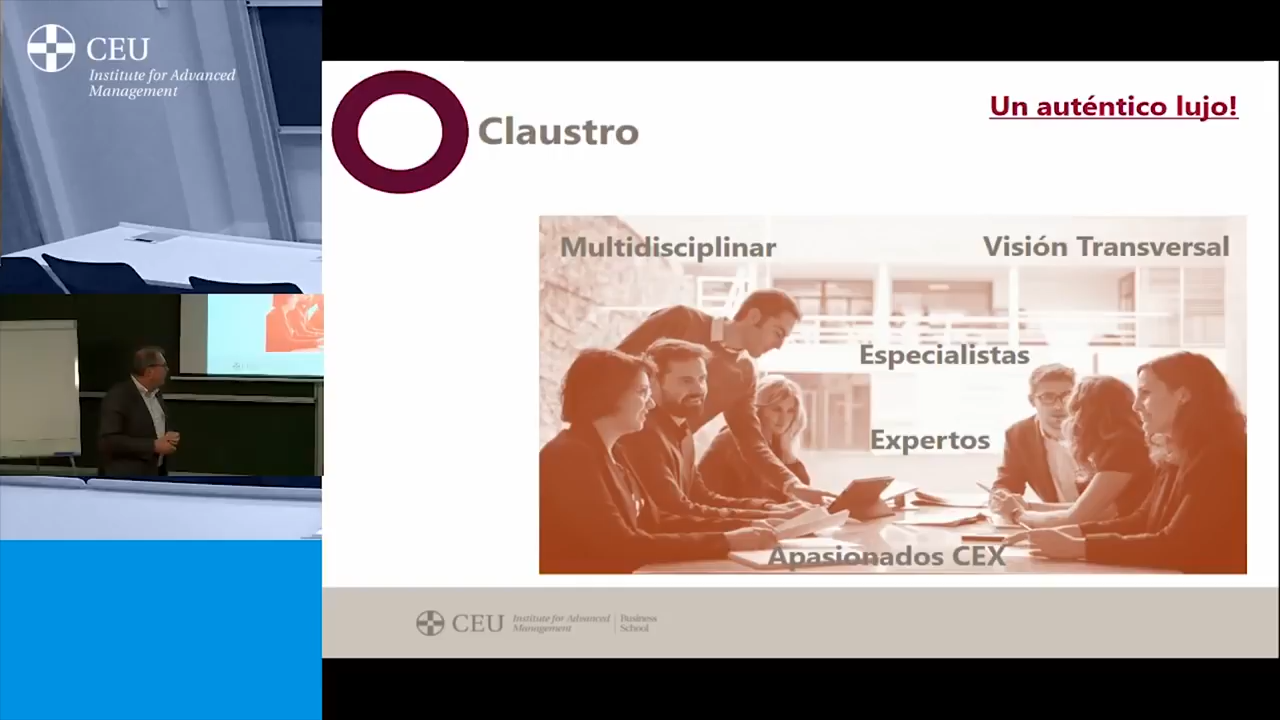 CEU
Institute for Advanced
Management
Claustro
Un auténtico lujo!
Multidisciplinar
Visión Transversal
Especialistas
Expertos
Apasionados CEX
CEU
Institute for Advanced
Management
Business
School